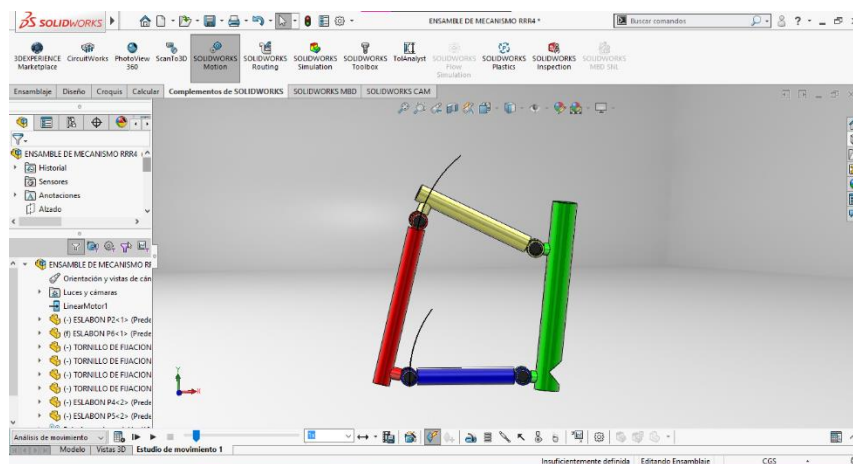 SOLIDWORKS
ENSAMBLE DE MECANISMO RRR4 *
Buscar comandos
3DEXPERIENCE Marketplace
CircuitWorks
PhotoView 360
ScanTo3D
SOLIDWORKS Motion
SOLIDWORKS Routing
SOLIDWORKS Simulation
SOLIDWORKS Toolbox
TolAnalyst
SOLIDWORKS Flow Simulation
SOLIDWORKS Plastics
SOLIDWORKS Inspection
SOLIDWORKS MBD SNL
Ensamblaje Diseño Croquis Calcular Complementos de SOLIDWORKS SOLIDWORKS MBD SOLIDWORKS CAM
ENSAMBLE DE MECANISMO RRR4
Historial
Sensores
Anotaciones
Alzado
ENSAMBLE DE MECANISMO RF
Orientación y vistas de cán
Luces y cámaras
LinearMotor1
(-) ESLABON P2<1> (Prede
(f) ESLABON P6<1> (Prede
(-) TORNILLO DE FIJACION
(-) TORNILLO DE FIJACION
(-) TORNILLO DE FIJACION
(-) TORNILLO DE FIJACION
(-) ESLABON P4<2> (Prede
(-) ESLABON P5<2> (Prede
Análisis de movimiento
Modelo Vistas 3D Estudio de movimiento 1
Insuficientemente definida Editando Ensamblaje CGS